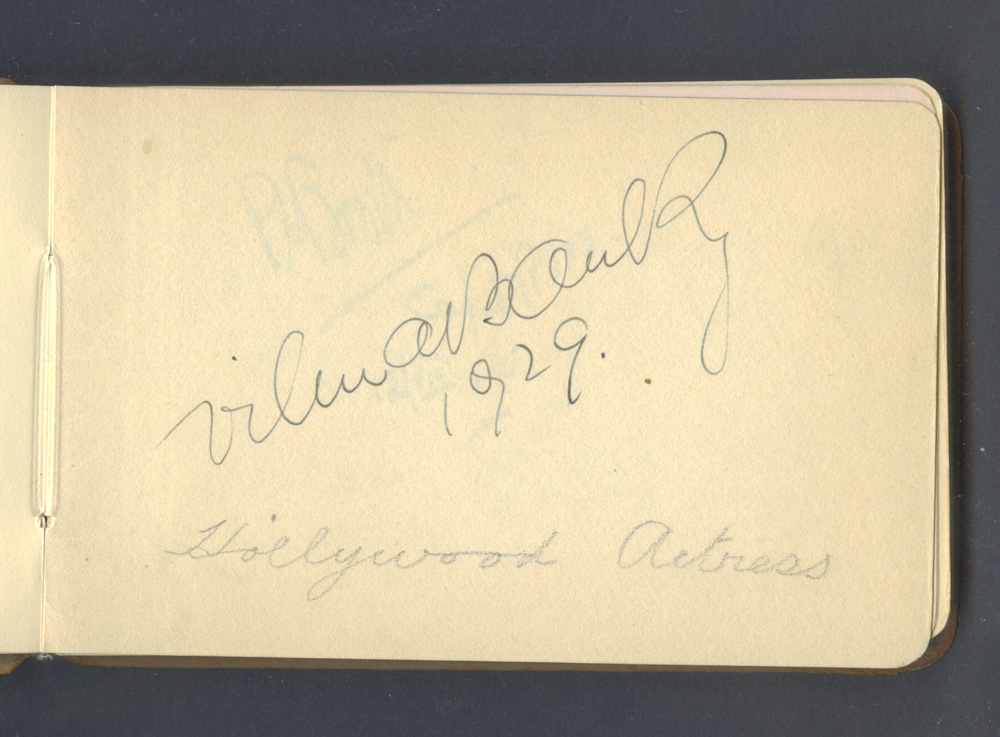 Vilma Banky
1929.
Hollywood Actress